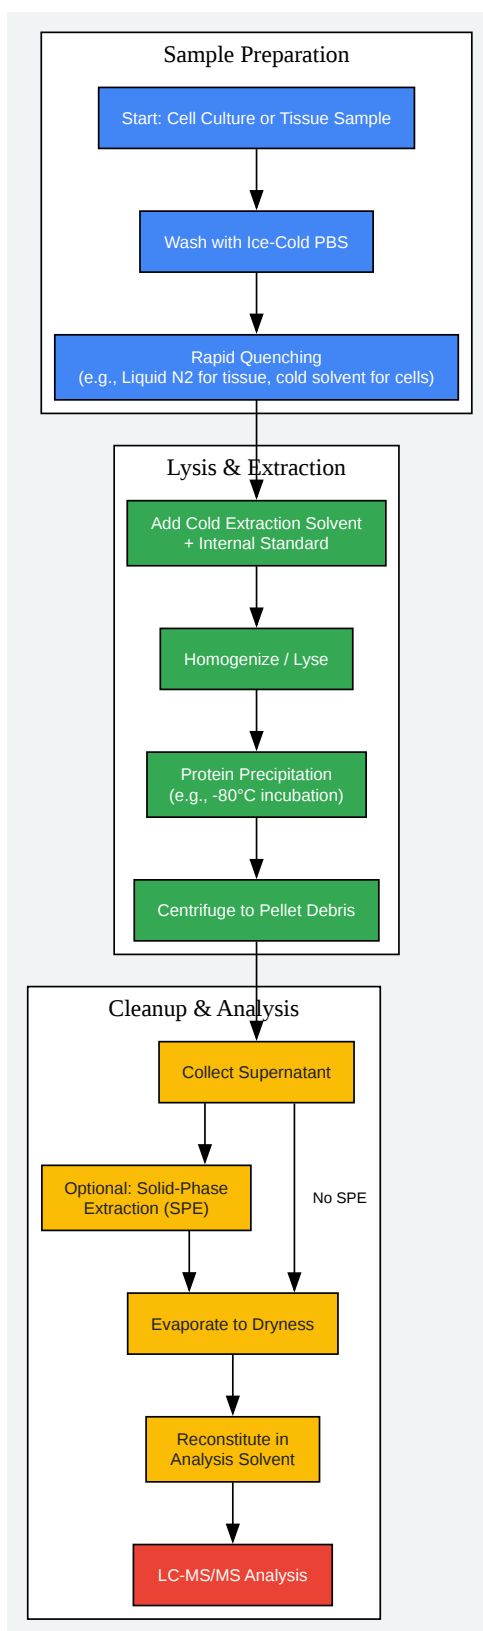 Sample Preparation
Start: Cell Culture or Tissue Sample
Wash with Ice-Cold PBS
Rapid Quenching
(e.g., Liquid N2 for tissue, cold solvent for cells)
Lysis & Extraction
Add Cold Extraction Solvent
+ Internal Standard
Homogenize / Lyse
Protein Precipitation
(e.g., -80°C incubation)
Centrifuge to Pellet Debris
Cleanup & Analysis
Collect Supernatant
Optional: Solid-Phase
Extraction (SPE)
No SPE
Evaporate to Dryness
Reconstitute in
Analysis Solvent
LC-MS/MS Analysis